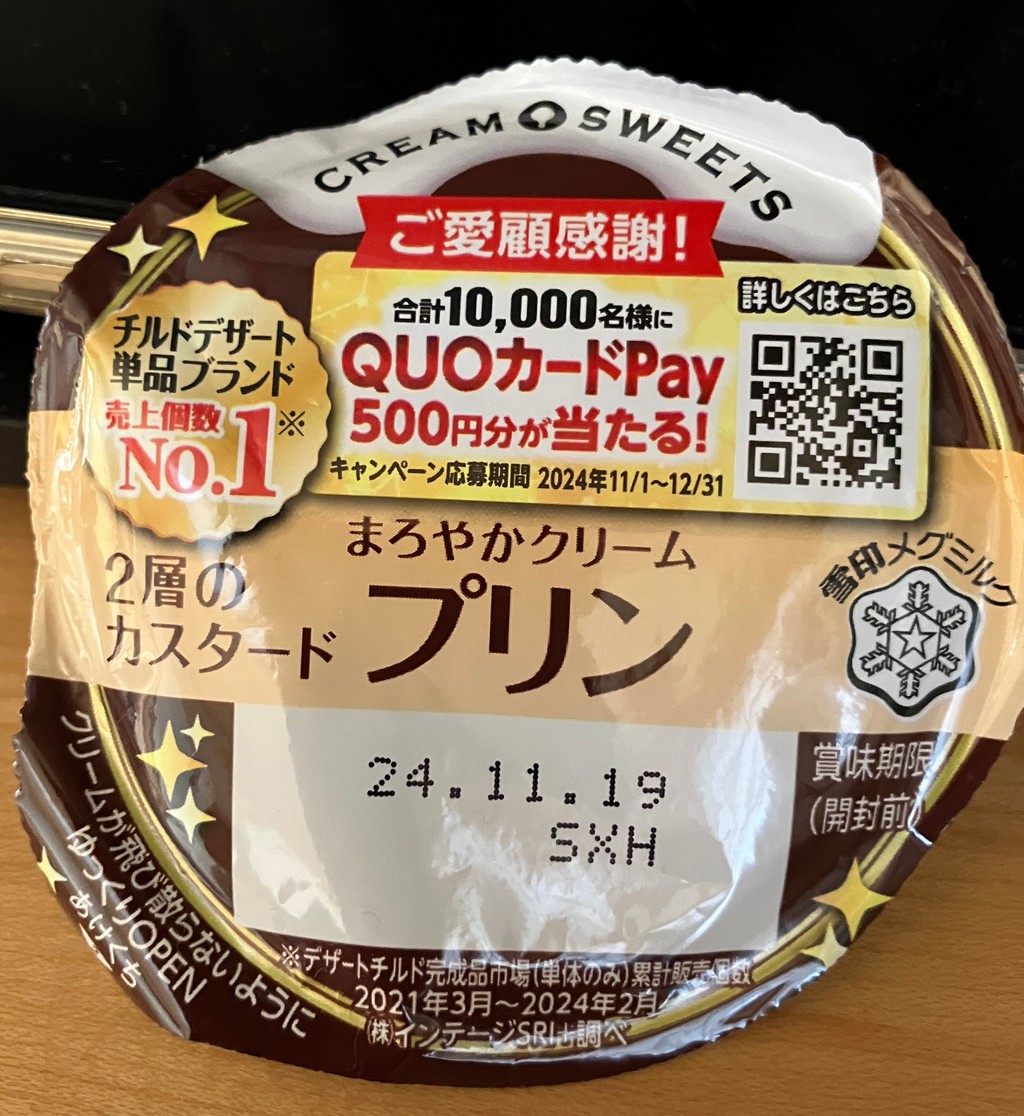 CREAM SWEETS
ご愛顧感謝!
合計10,000名様に
QUOカードPay
500円分が当たる!
キャンペーン応募期間 2024年11/1〜12/31
詳しくはこちら
チルドデザート
単品ブランド
売上個数
No.1※
まろやかクリーム
プリン
2層の
カスタード
雪印メグミルク
24.11.19
SXH
賞味期限
(開封前)
クリームが飛び散らないように
ゆっくりOPEN
あけくち
※デザートチルド完成品市場(単体のみ)累計販売個数
2021年3月〜2024年2月
(株)インテージSRI+調べ